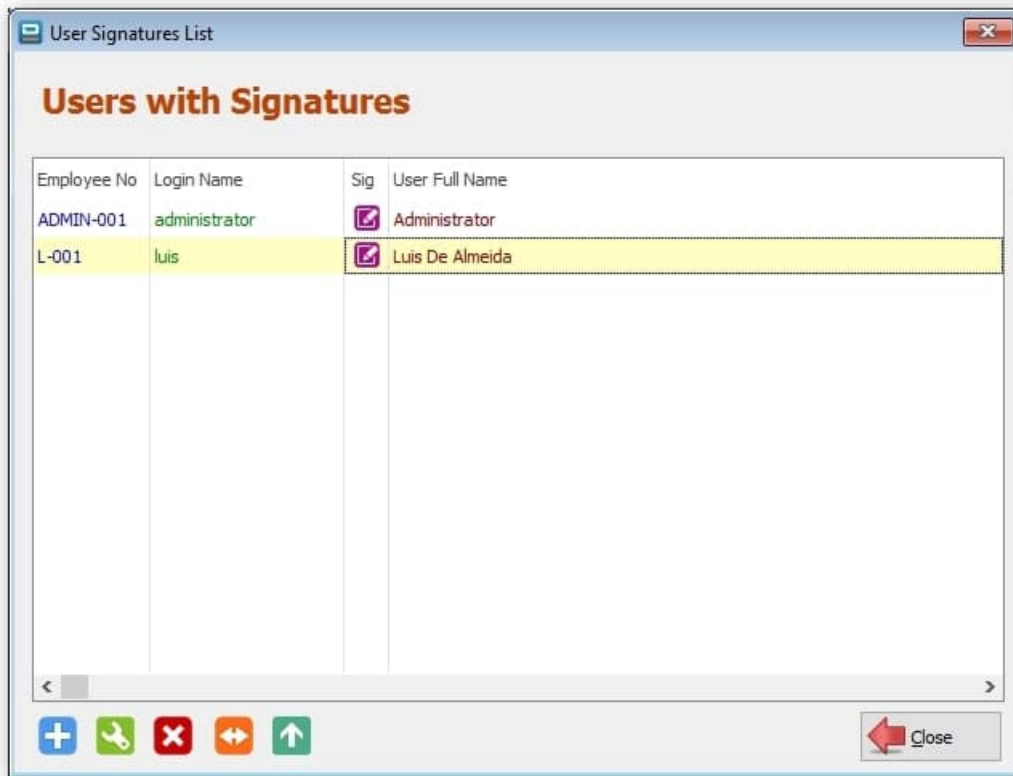 User Signatures List
Users with Signatures
Employee No Login Name Sig User Full Name
ADMIN-001 administrator Administrator
L-001 luis Luis De Almeida
Close